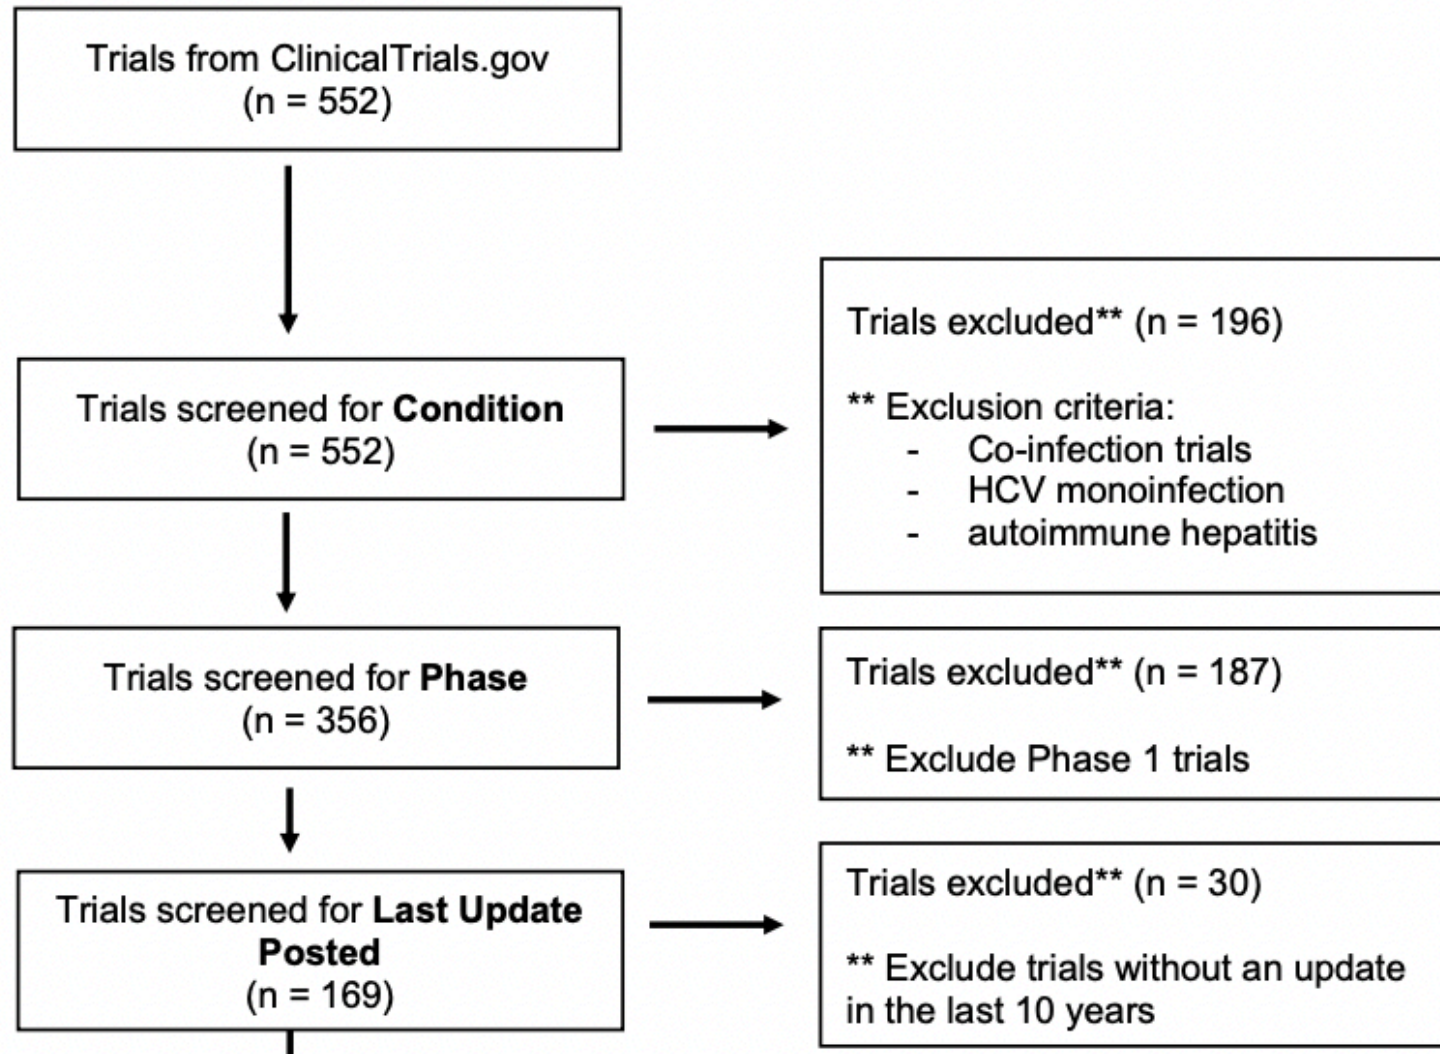 Trials from ClinicalTrials.gov
(n = 552)
Trials screened for Condition
(n = 552)
Trials excluded** (n = 196)
** Exclusion criteria:
- Co-infection trials
- HCV monoinfection
- autoimmune hepatitis
Trials screened for Phase
(n = 356)
Trials excluded** (n = 187)
** Exclude Phase 1 trials
Trials screened for Last Update
Posted
(n = 169)
Trials excluded** (n = 30)
** Exclude trials without an update
in the last 10 years